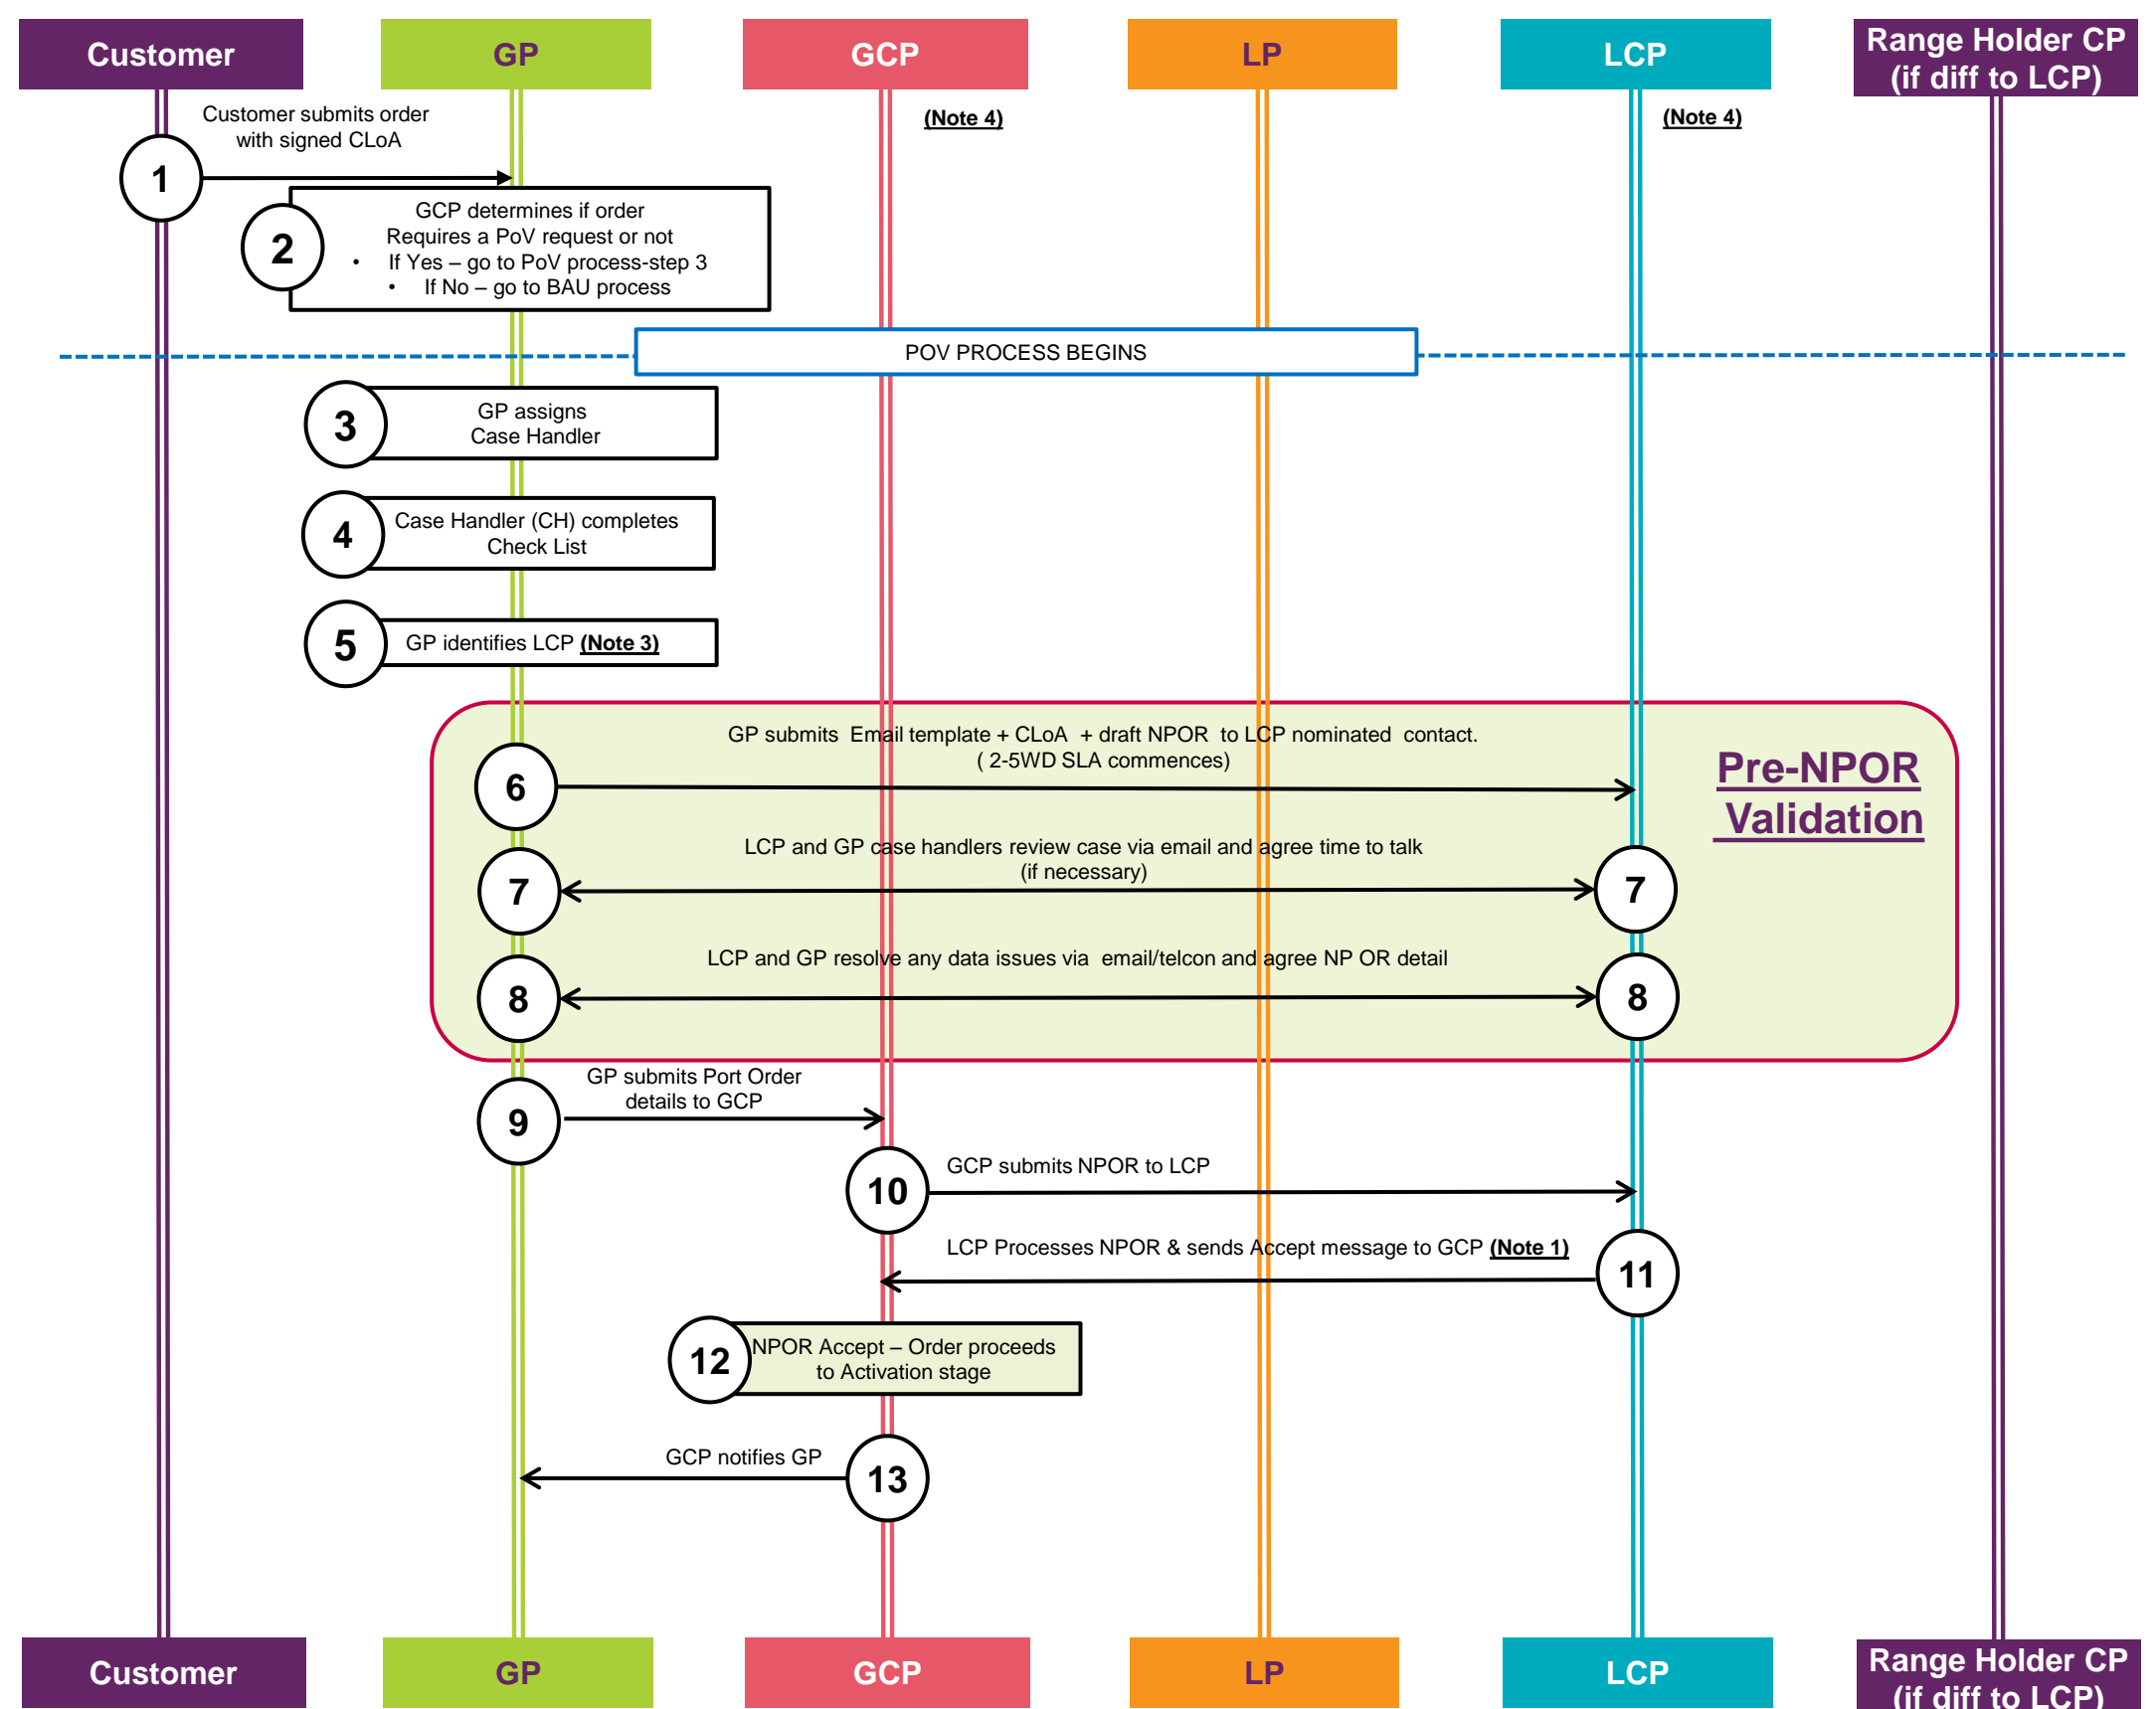 Customer
GP
GCP
LP
LCP
Range Holder CP
(if diff to LCP)
(Note 4)
(Note 4)
Customer submits order
with signed CLoA
1
2
GCP determines if order
Requires a PoV request or not
• If Yes – go to PoV process-step 3
• If No – go to BAU process
POV PROCESS BEGINS
3
GP assigns
Case Handler
4
Case Handler (CH) completes
Check List
5
GP identifies LCP (Note 3)
GP submits Email template + CLoA + draft NPOR to LCP nominated contact.
( 2-5WD SLA commences)
Pre-NPOR
Validation
6
LCP and GP case handlers review case via email and agree time to talk
(if necessary)
7
7
LCP and GP resolve any data issues via email/telcon and agree NP OR detail
8
8
GP submits Port Order
details to GCP
9
GCP submits NPOR to LCP
10
LCP Processes NPOR & sends Accept message to GCP (Note 1)
11
12
NPOR Accept – Order proceeds
to Activation stage
GCP notifies GP
13
Customer
GP
GCP
LP
LCP
Range Holder CP
(if diff to LCP)